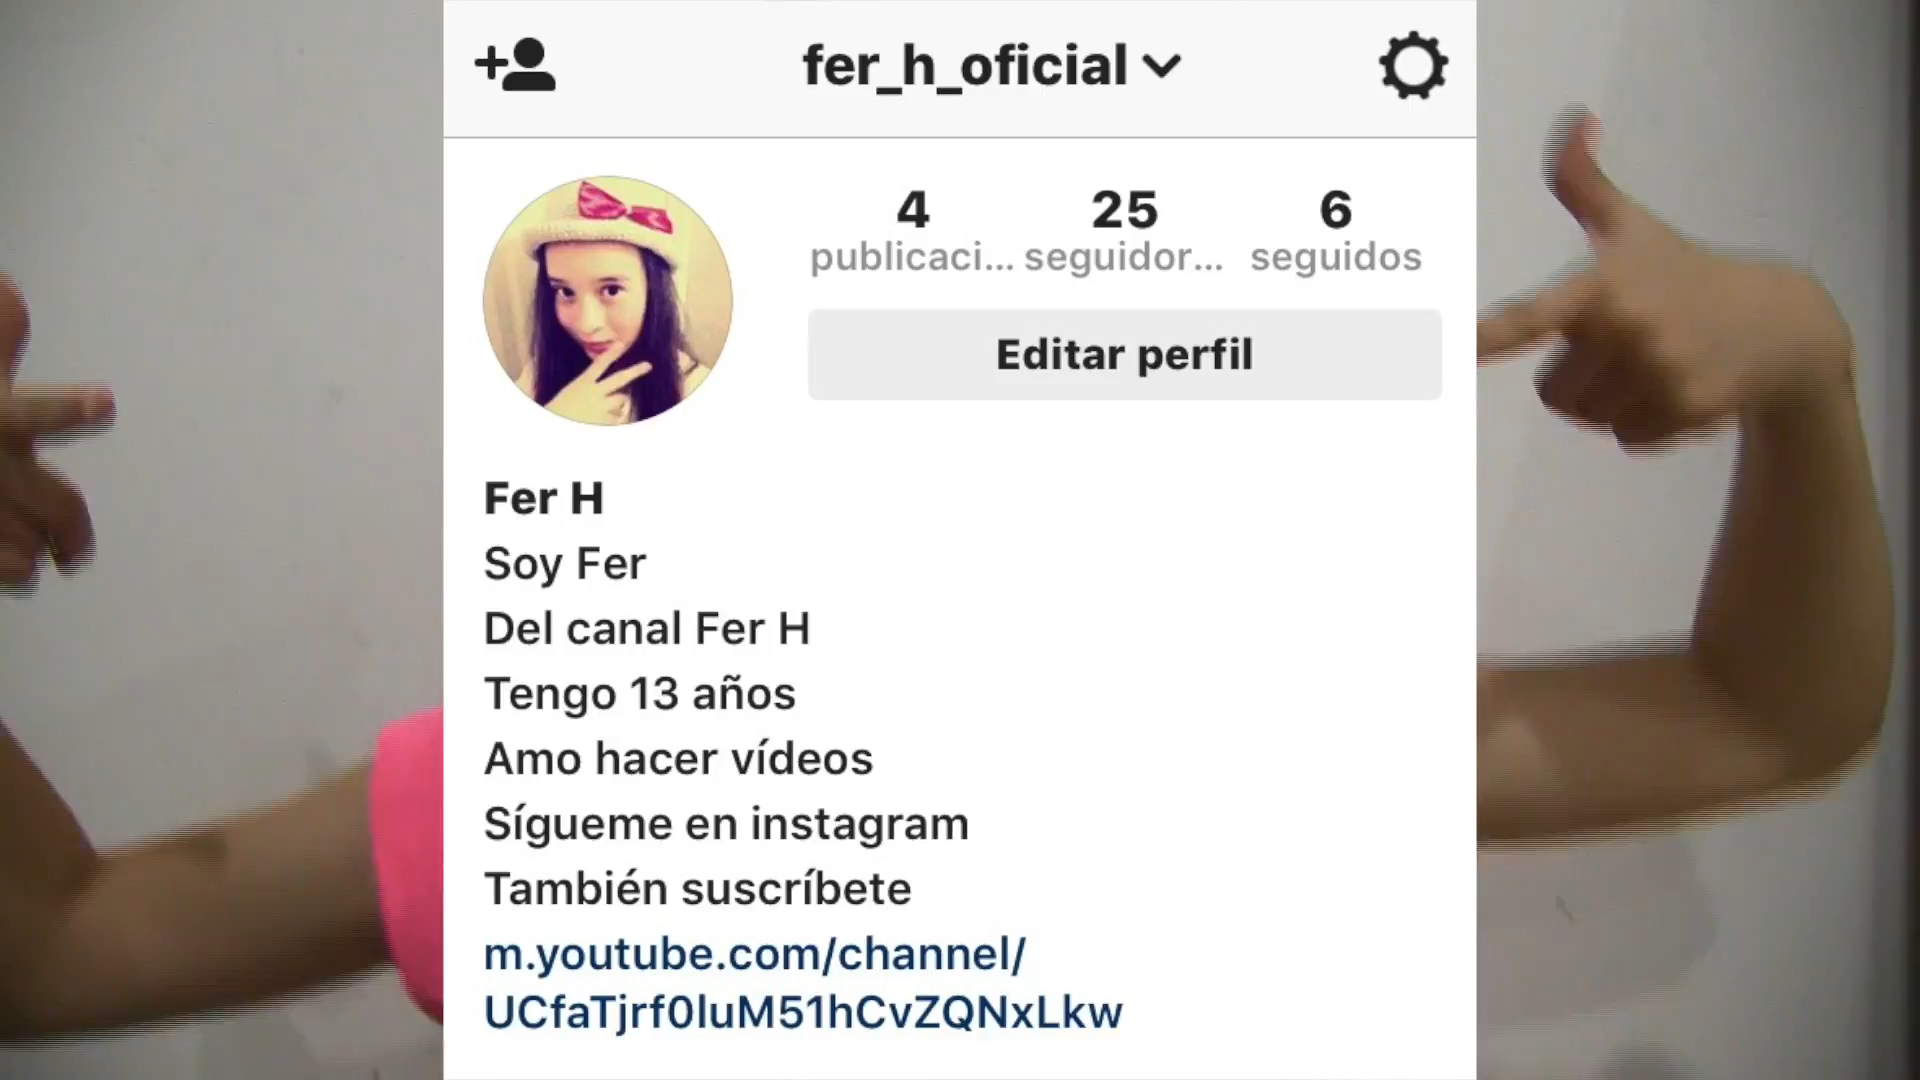 fer_h_oficial
4 25 6
publicaci... seguidor... seguidos
Editar perfil
Fer H
Soy Fer
Del canal Fer H
Tengo 13 años
Amo hacer vídeos
Sígueme en instagram
También suscríbete
m.youtube.com/channel/
UCfaTjrf0luM51hCvZQNxLkw